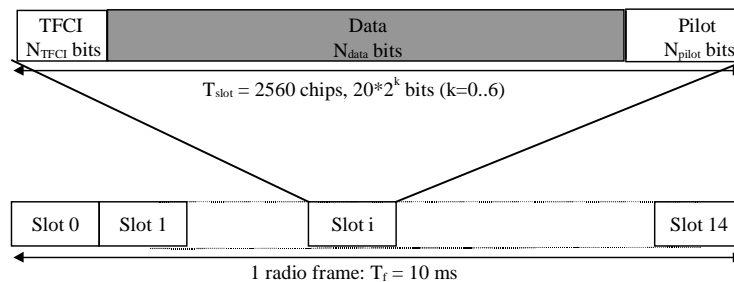 TFCI
N_TFCI bits
Data
N_data bits
Pilot
N_pilot bits
T_slot = 2560 chips, 20*2^k bits (k=0..6)
Slot 0
Slot 1
Slot i
Slot 14
1 radio frame: T_f = 10 ms